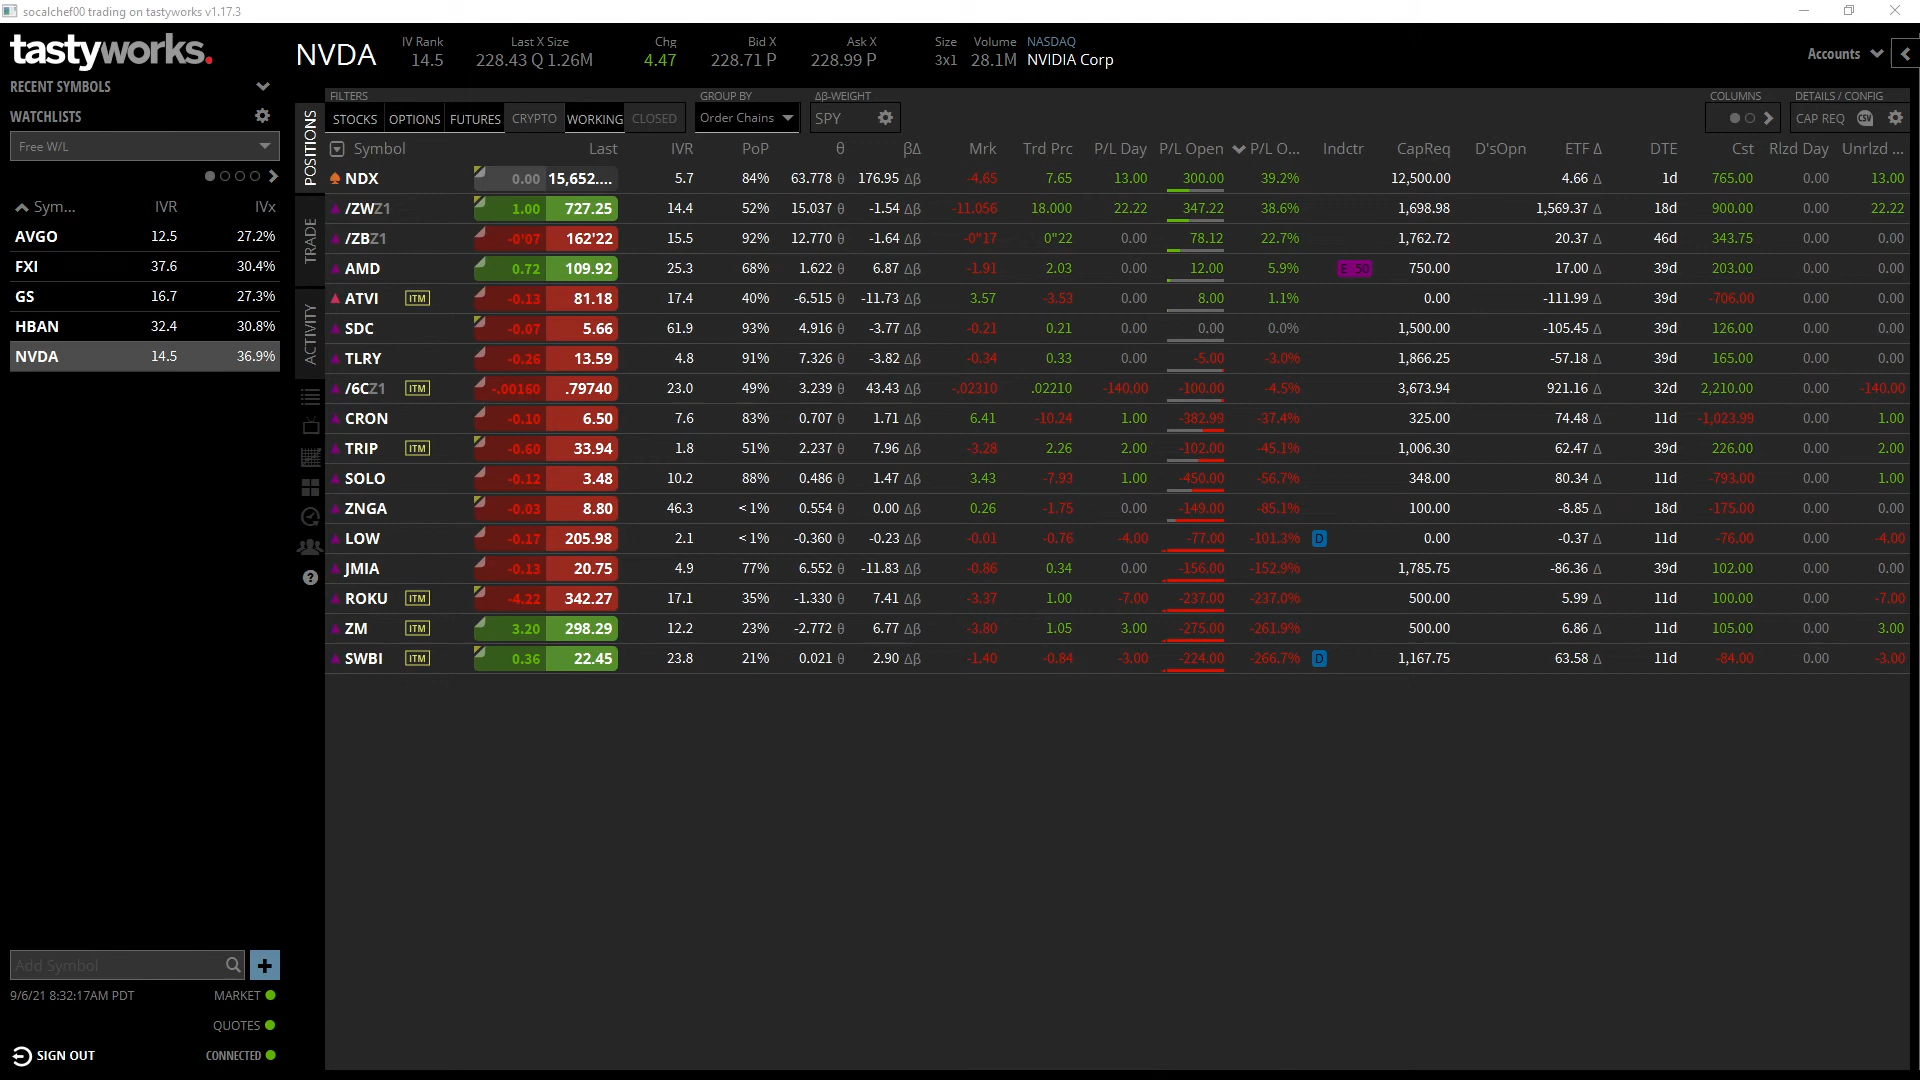 socalchef00 trading on tastyworks v1.17.3
tastyworks.
NVDA
IV Rank Last X Size Chg Bid X Ask X Size Volume NASDAQ
14.5 228.43 Q 1.26M 4.47 228.71 P 228.99 P 3x1 28.1M NVIDIA Corp
Accounts
RECENT SYMBOLS
WATCHLISTS
Free W/L
Sym... IVR IVx
AVGO 12.5 27.2%
FXI 37.6 30.4%
GS 16.7 27.3%
HBAN 32.4 30.8%
NVDA 14.5 36.9%
Add Symbol
9/6/21 8:32:17AM PDT MARKET
QUOTES
SIGN OUT CONNECTED
POSITIONS
TRADE
ACTIVITY
FILTERS GROUP BY Δβ-WEIGHT COLUMNS DETAILS / CONFIG
STOCKS OPTIONS FUTURES CRYPTO WORKING CLOSED Order Chains SPY CAP REQ CSV
Symbol Last IVR PoP θ βΔ Mrk Trd Prc P/L Day P/L Open P/L O... Indctr CapReq D'sOpn ETF Δ DTE Cst Rlzd Day Unrlzd ...
NDX 0.00 15,652.... 5.7 84% 63.778 θ 176.95 Δβ -4.65 7.65 13.00 300.00 39.2% 12,500.00 4.66 Δ 1d 765.00 0.00 13.00
/ZWZ1 1.00 727.25 14.4 52% 15.037 θ -1.54 Δβ -11.056 18.000 22.22 347.22 38.6% 1,698.98 1,569.37 Δ 18d 900.00 0.00 22.22
/ZBZ1 -0'07 162'22 15.5 92% 12.770 θ -1.64 Δβ -0"17 0"22 0.00 78.12 22.7% 1,762.72 20.37 Δ 46d 343.75 0.00 0.00
AMD 0.72 109.92 25.3 68% 1.622 θ 6.87 Δβ -1.91 2.03 0.00 12.00 5.9% E 50 750.00 17.00 Δ 39d 203.00 0.00 0.00
ATVI ITM -0.13 81.18 17.4 40% -6.515 θ -11.73 Δβ 3.57 -3.53 0.00 8.00 1.1% 0.00 -111.99 Δ 39d -706.00 0.00 0.00
SDC -0.07 5.66 61.9 93% 4.916 θ -3.77 Δβ -0.21 0.21 0.00 0.00 0.0% 1,500.00 -105.45 Δ 39d 126.00 0.00 0.00
TLRY -0.26 13.59 4.8 91% 7.326 θ -3.82 Δβ -0.34 0.33 0.00 -5.00 -3.0% 1,866.25 -57.18 Δ 39d 165.00 0.00 0.00
/6CZ1 ITM -.00160 .79740 23.0 49% 3.239 θ 43.43 Δβ -.02310 .02210 -140.00 -100.00 -4.5% 3,673.94 921.16 Δ 32d 2,210.00 0.00 -140.00
CRON -0.10 6.50 7.6 83% 0.707 θ 1.71 Δβ 6.41 -10.24 1.00 -382.99 -37.4% 325.00 74.48 Δ 11d -1,023.99 0.00 1.00
TRIP ITM -0.60 33.94 1.8 51% 2.237 θ 7.96 Δβ -3.28 2.26 2.00 -102.00 -45.1% 1,006.30 62.47 Δ 39d 226.00 0.00 2.00
SOLO -0.12 3.48 10.2 88% 0.486 θ 1.47 Δβ 3.43 -7.93 1.00 -450.00 -56.7% 348.00 80.34 Δ 11d -793.00 0.00 1.00
ZNGA -0.03 8.80 46.3 < 1% 0.554 θ 0.00 Δβ 0.26 -1.75 0.00 -149.00 -85.1% 100.00 -8.85 Δ 18d -175.00 0.00 0.00
LOW -0.17 205.98 2.1 < 1% -0.360 θ -0.23 Δβ -0.01 -0.76 -4.00 -77.00 -101.3% D 0.00 -0.37 Δ 11d -76.00 0.00 -4.00
JMIA -0.13 20.75 4.9 77% 6.552 θ -11.83 Δβ -0.86 0.34 0.00 -156.00 -152.9% 1,785.75 -86.36 Δ 39d 102.00 0.00 0.00
ROKU ITM -4.22 342.27 17.1 35% -1.330 θ 7.41 Δβ -3.37 1.00 -7.00 -237.00 -237.0% 500.00 5.99 Δ 11d 100.00 0.00 -7.00
ZM ITM 3.20 298.29 12.2 23% -2.772 θ 6.77 Δβ -3.80 1.05 3.00 -275.00 -261.9% 500.00 6.86 Δ 11d 105.00 0.00 3.00
SWBI ITM 0.36 22.45 23.8 21% 0.021 θ 2.90 Δβ -1.40 -0.84 -3.00 -224.00 -266.7% D 1,167.75 63.58 Δ 11d -84.00 0.00 -3.00